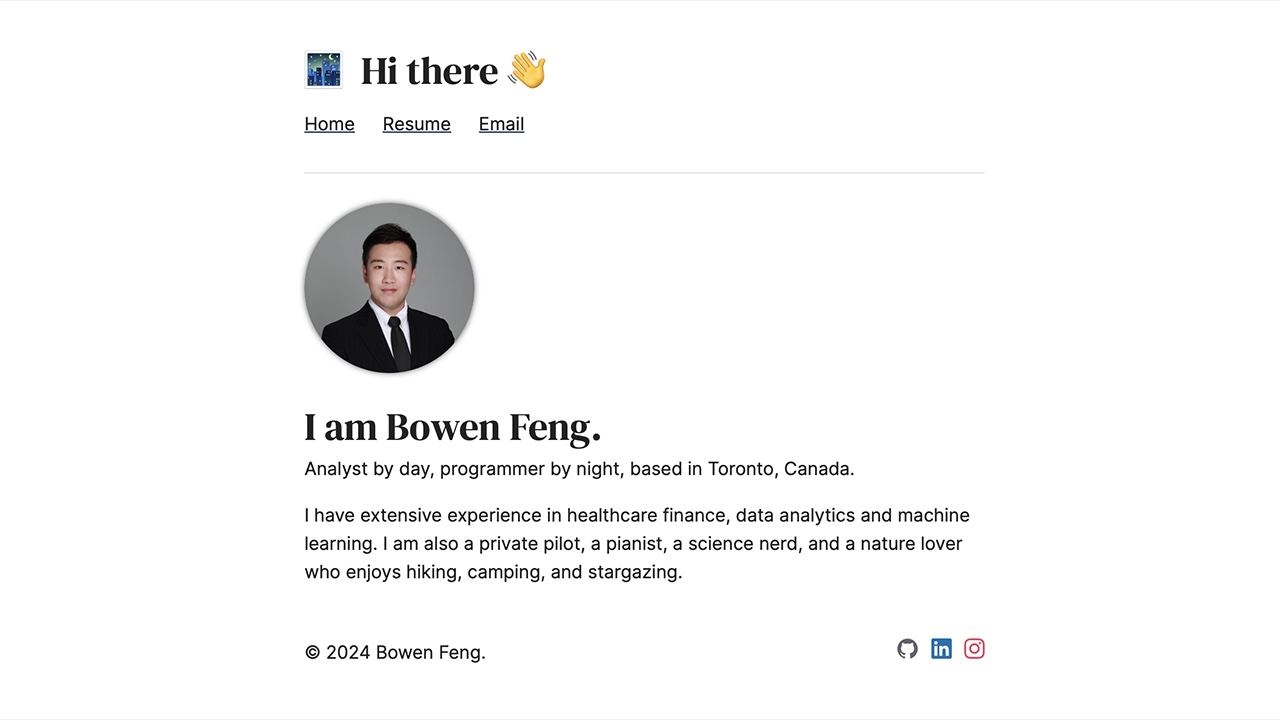 Hi there 👋
Home Resume Email
I am Bowen Feng.
Analyst by day, programmer by night, based in Toronto, Canada.
I have extensive experience in healthcare finance, data analytics and machine
learning. I am also a private pilot, a pianist, a science nerd, and a nature lover
who enjoys hiking, camping, and stargazing.
© 2024 Bowen Feng.
in